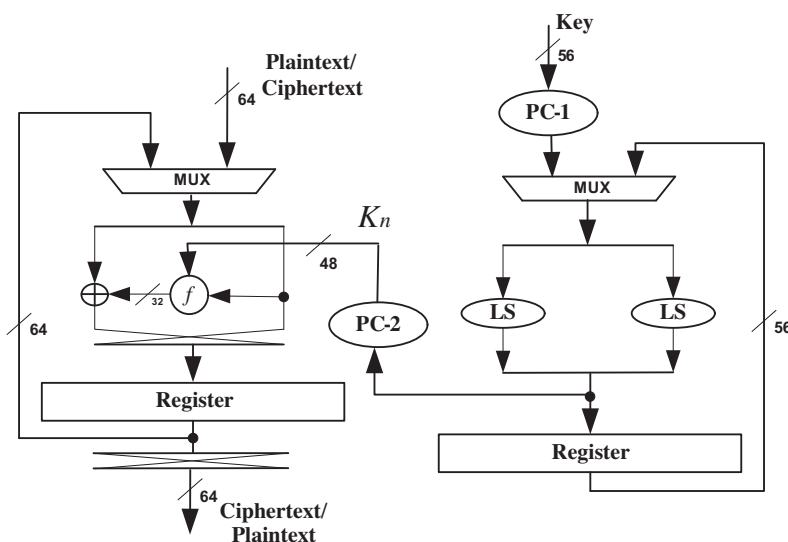 Plaintext/
Ciphertext
64
MUX
f
32
64
Register
64
Ciphertext/
Plaintext
Kn
48
PC-2
Key
56
PC-1
MUX
LS
LS
56
Register